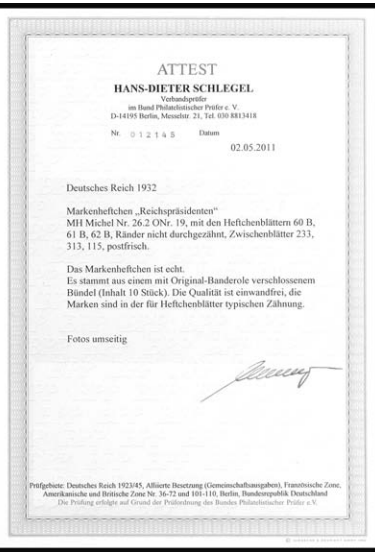 ATTEST
HANS-DIETER SCHLEGEL
Verbandsprüfer
im Bund Philatelistischer Prüfer e. V.
D-14195 Berlin, Messelstr. 21, Tel. 030 8813418
Nr. 012145 Datum
02.05.2011
Deutsches Reich 1932
Markenheftchen „Reichspräsidenten"
MH Michel Nr. 26.2 ONr. 19, mit den Heftchenblättern 60 B,
61 B, 62 B, Ränder nicht durchgezähnt, Zwischenblätter 233,
313, 115, postfrisch.
Das Markenheftchen ist echt.
Es stammt aus einem mit Original-Banderole verschlossenem
Bündel (Inhalt 10 Stück). Die Qualität ist einwandfrei, die
Marken sind in der für Heftchenblätter typischen Zähnung.
Fotos umseitig
Prüfgebiete: Deutsches Reich 1923/45, Alliierte Besetzung (Gemeinschaftsausgaben), Französische Zone,
Amerikanische und Britische Zone Nr. 36-72 und 101-110, Berlin, Bundesrepublik Deutschland
Die Prüfung erfolgte auf Grund der Prüfordnung des Bundes Philatelistischer Prüfer e.V.